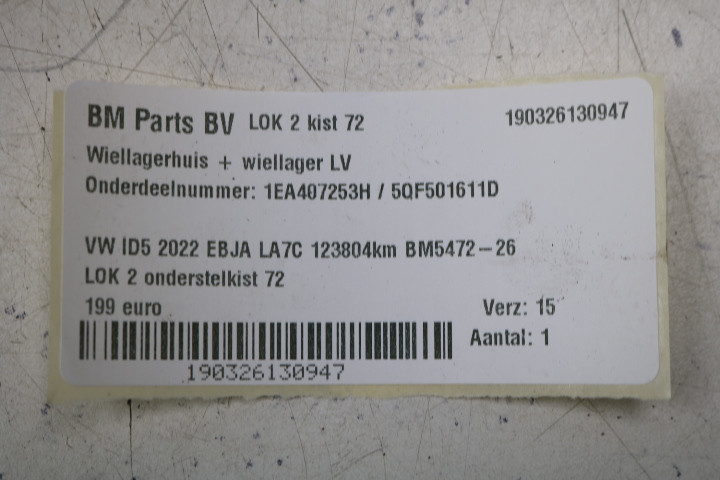 BM Parts BV LOK 2 kist 72 190326130947
Wiellagerhuis + wiellager LV
Onderdeelnummer: 1EA407253H / 5QF501611D
VW ID5 2022 EBJA LA7C 123804km BM5472-26
LOK 2 onderstelkist 72
199 euro Verz: 15
Aantal: 1
190326130947